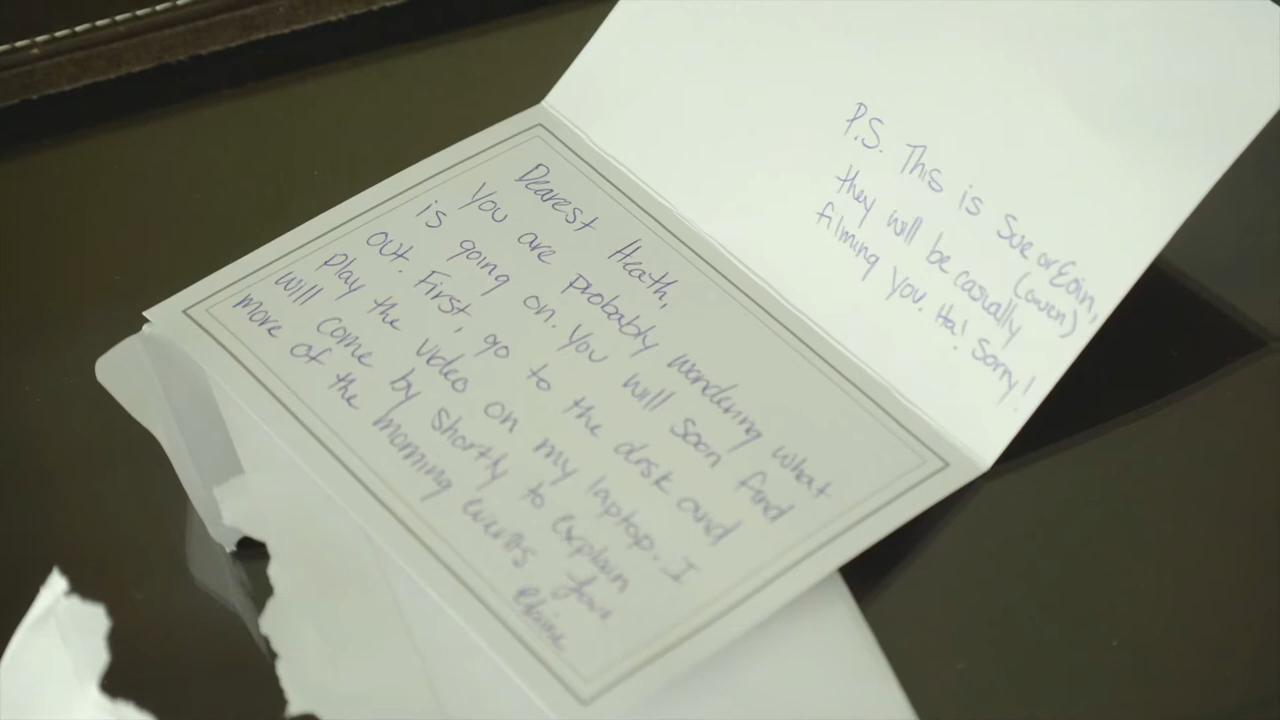 Dearest Heath,
You are probably wondering what
is going on. You will soon find
out. First, go to the desk and
play the video on my laptop. I
will come by shortly to explain
more of the morning events
P.S. This is Sue or Eoin,
(owen)
they will be casually
filming you. Ha! Sorry!